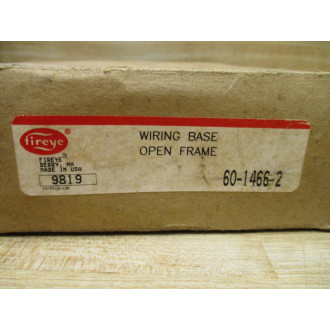 fireye®
FIREYE®
DERRY, NH
MADE IN USA
9819
WIRING BASE
OPEN FRAME
60-1466-2